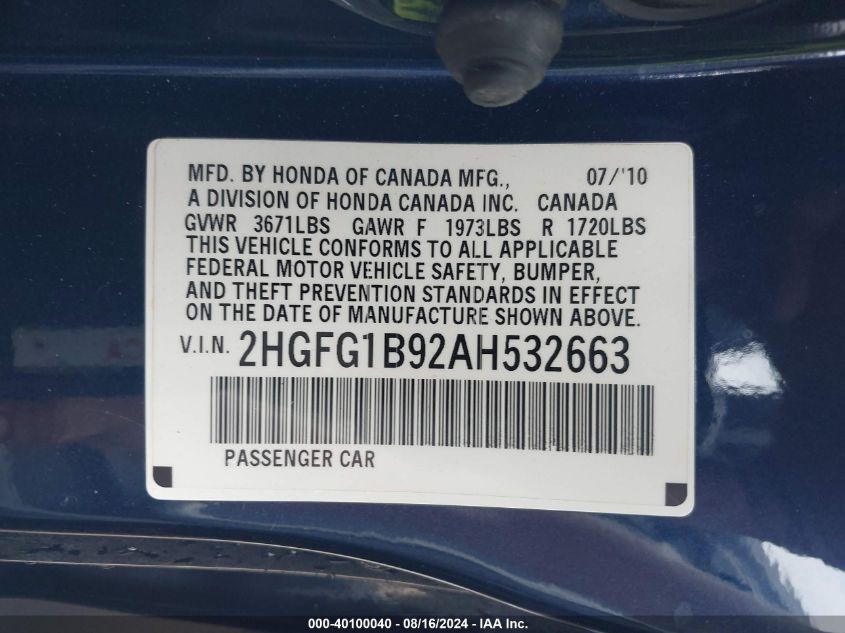 MFD. BY HONDA OF CANADA MFG., 07/'10
A DIVISION OF HONDA CANADA INC. CANADA
GVWR 3671LBS GAWR F 1973LBS R 1720LBS
THIS VEHICLE CONFORMS TO ALL APPLICABLE
FEDERAL MOTOR VEHICLE SAFETY, BUMPER,
AND THEFT PREVENTION STANDARDS IN EFFECT
ON THE DATE OF MANUFACTURE SHOWN ABOVE.
V.I.N. 2HGFG1B92AH532663
PASSENGER CAR
000-40100040 - 08/16/2024 - IAA Inc.